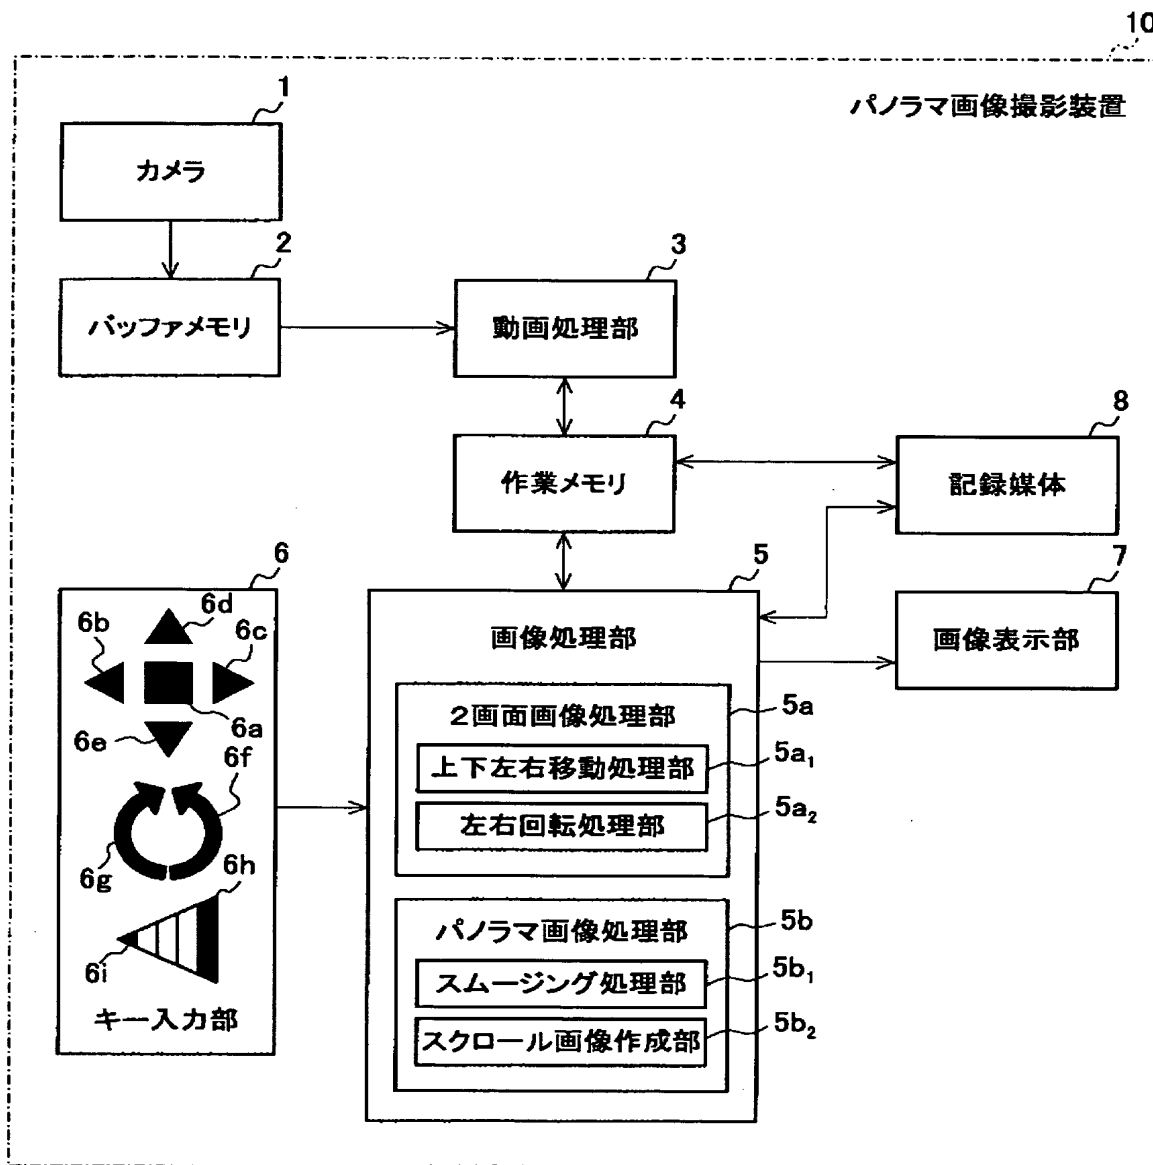 10
パノラマ画像撮影装置
1
カメラ
2
バッファメモリ
3
動画処理部
4
作業メモリ
8
記録媒体
7
画像表示部
6
6d
6b
6c
6a
6e
6f
6g
6h
6i
キー入力部
5
画像処理部
2画面画像処理部
5a
上下左右移動処理部
5a₁
左右回転処理部
5a₂
パノラマ画像処理部
5b
スムージング処理部
5b₁
スクロール画像作成部
5b₂